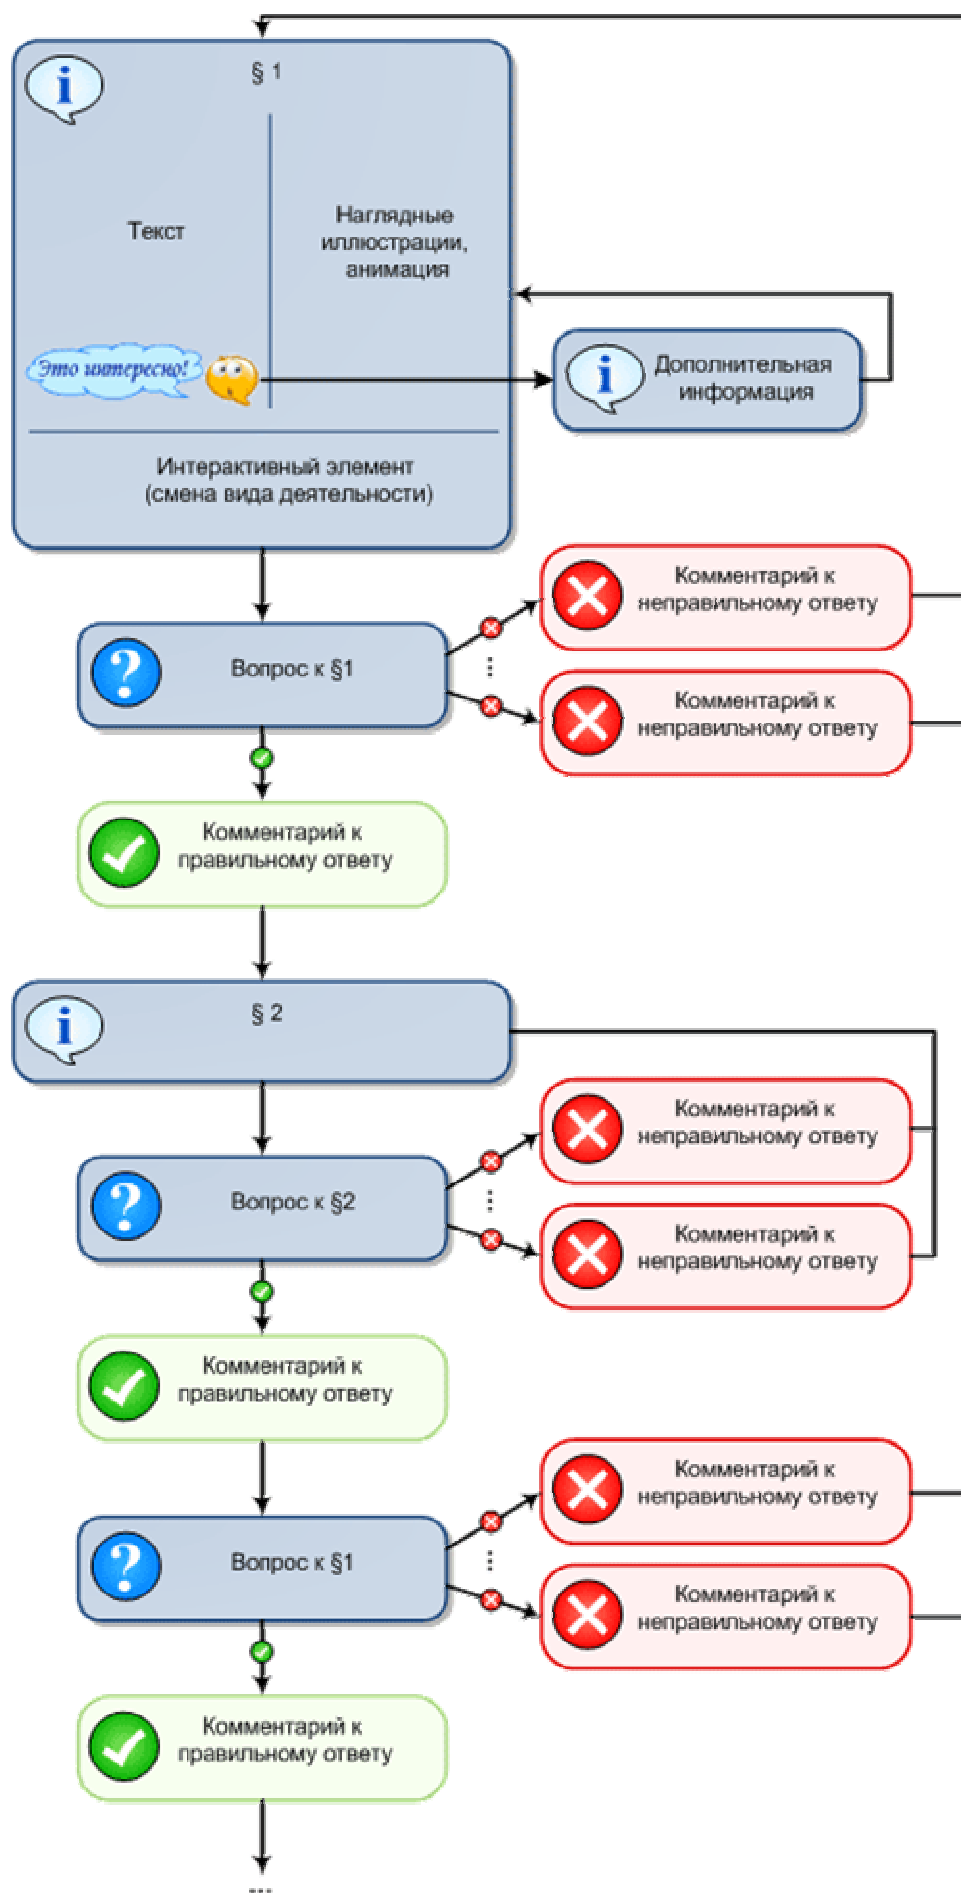 § 1
Текст
Наглядные
иллюстрации,
анимация
Это интересно!
Дополнительная
информация
Интерактивный элемент
(смена вида деятельности)
Комментарий к
неправильному ответу
Вопрос к §1
...
Комментарий к
неправильному ответу
Комментарий к
правильному ответу
§ 2
Комментарий к
неправильному ответу
Вопрос к §2
...
Комментарий к
неправильному ответу
Комментарий к
правильному ответу
Комментарий к
неправильному ответу
Вопрос к §1
...
Комментарий к
неправильному ответу
Комментарий к
правильному ответу
...